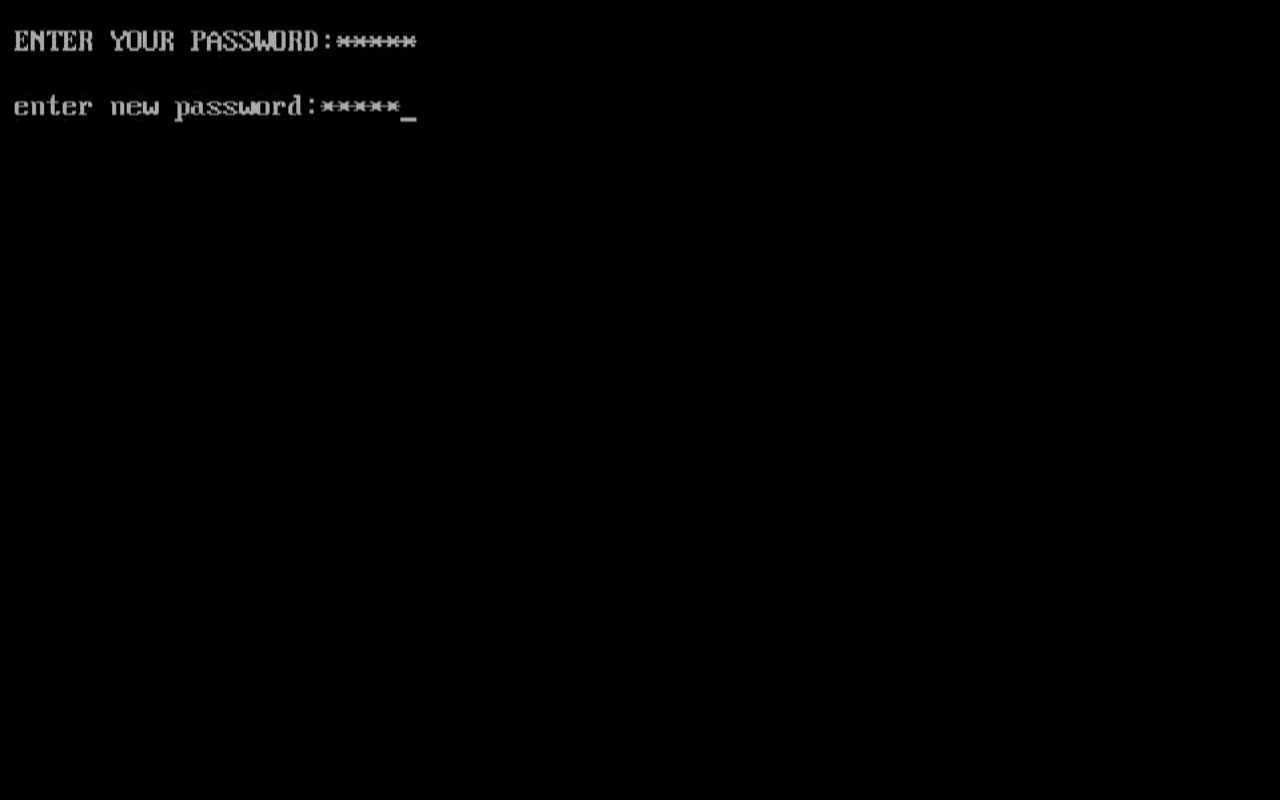 ENTER YOUR PASSWORD:*****
enter new password:*****_